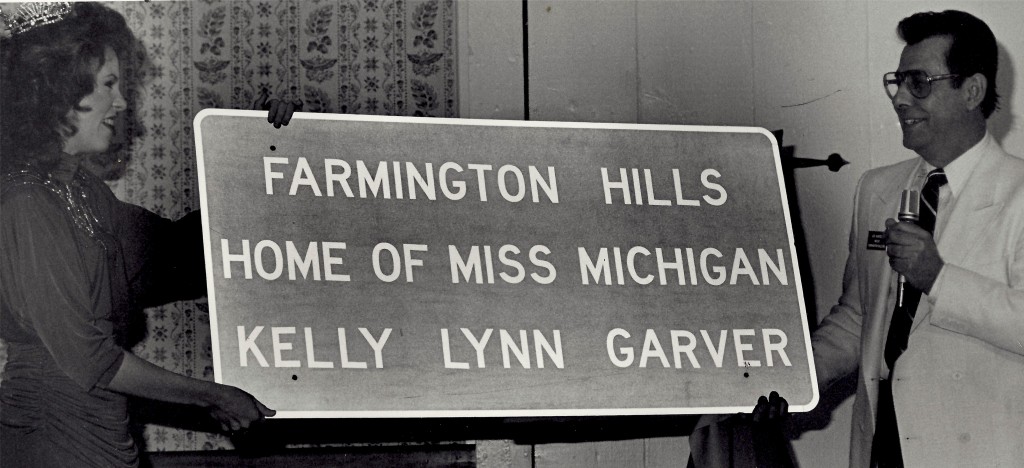 FARMINGTON HILLS
HOME OF MISS MICHIGAN
KELLY LYNN GARVER